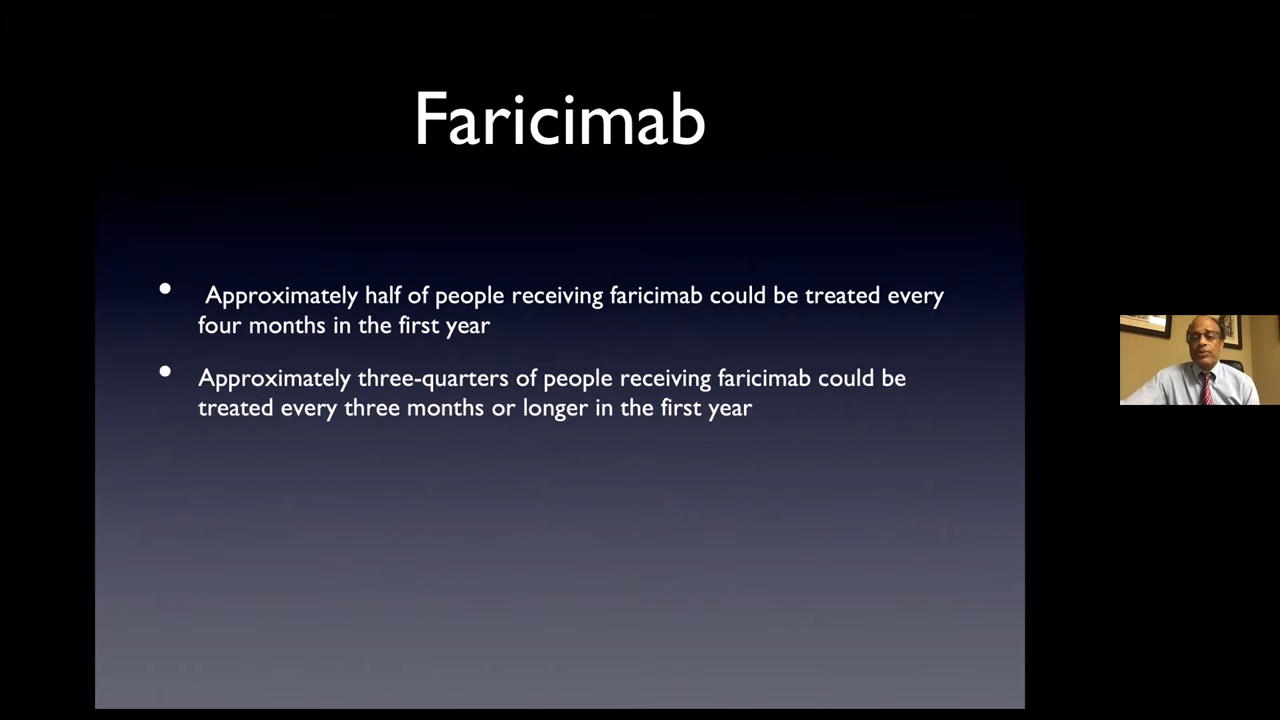 Faricimab
• Approximately half of people receiving faricimab could be treated every
four months in the first year
• Approximately three-quarters of people receiving faricimab could be
treated every three months or longer in the first year